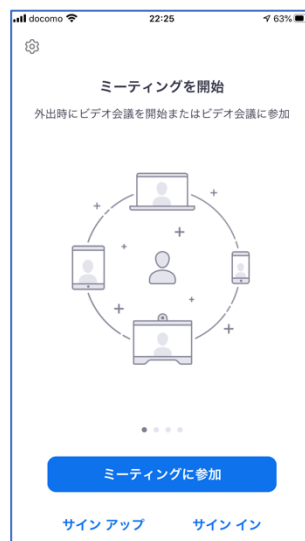 docomo 22:25 63%
ミーティングを開始
外出時にビデオ会議を開始またはビデオ会議に参加
ミーティングに参加
サイン アップ サイン イン